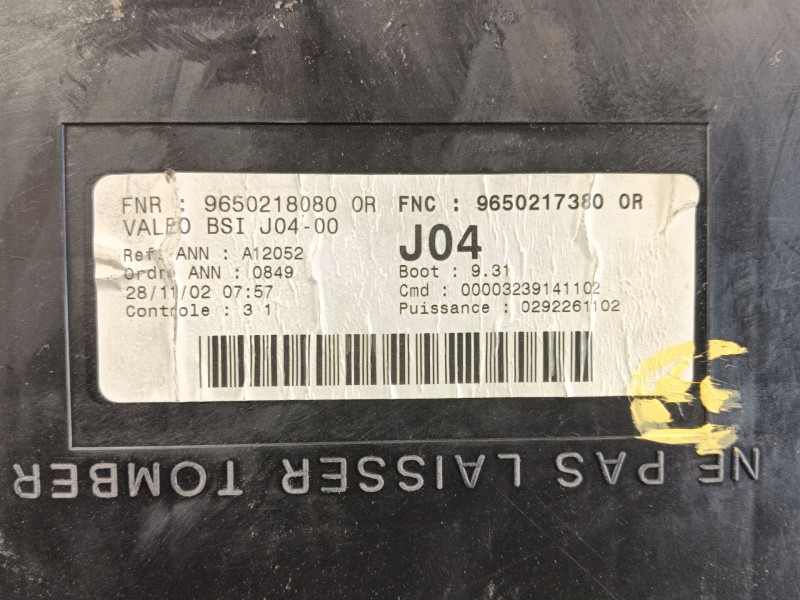 FNR : 9650218080 OR FNC : 9650217380 OR
VALEO BSI J04-00
J04
Ref. ANN : A12052
Boot : 9.31
Ordre ANN : 0849
28/11/02 07:57
Cmd : 00003239141102
Controle : 3 1
Puissance : 0292261102
NE PAS LAISSER TOMBER